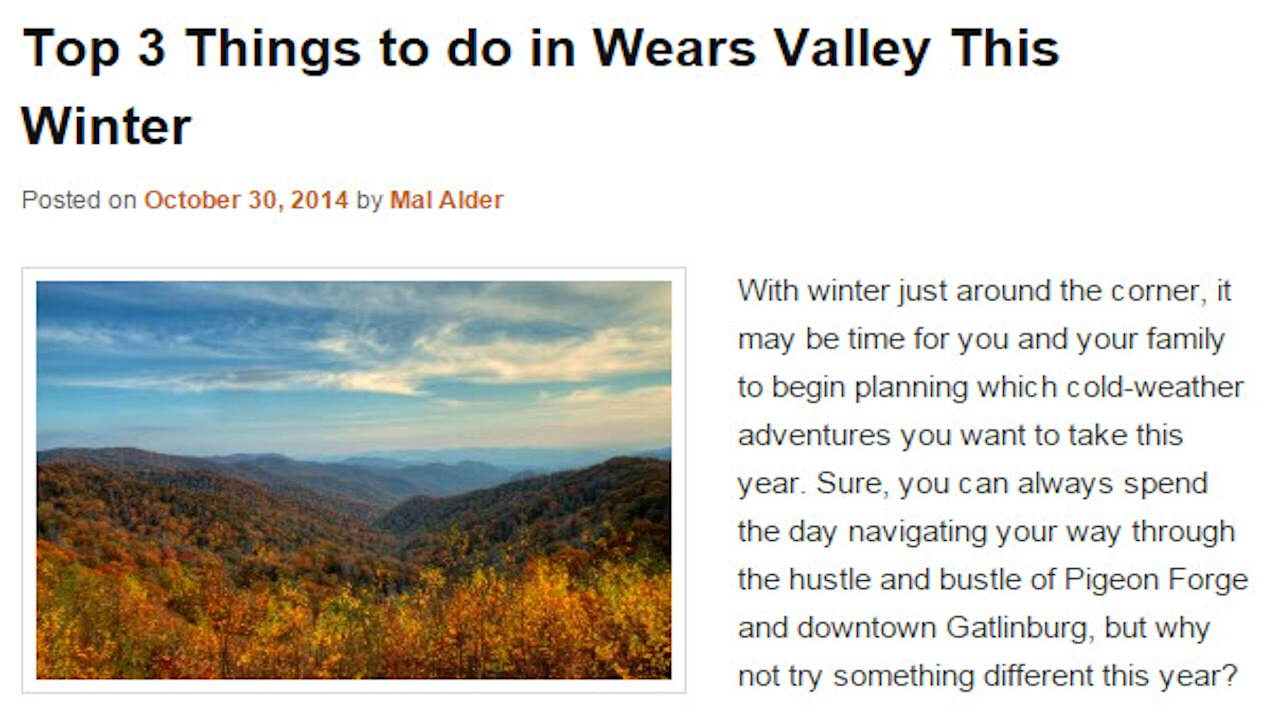 Top 3 Things to do in Wears Valley This
Winter
Posted on October 30, 2014 by Mal Alder
With winter just around the corner, it
may be time for you and your family
to begin planning which cold-weather
adventures you want to take this
year. Sure, you can always spend
the day navigating your way through
the hustle and bustle of Pigeon Forge
and downtown Gatlinburg, but why
not try something different this year?